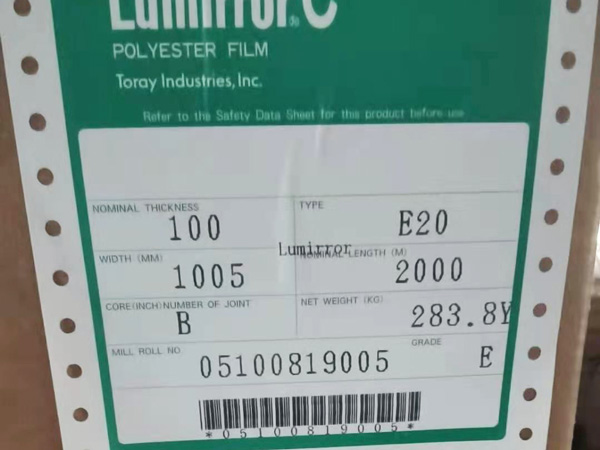 Lumirror®
POLYESTER FILM
Toray Industries, Inc.
Refer to the Safety Data Sheet for this product before use
NOMINAL THICKNESS
100
TYPE
E20
Lumirror
WIDTH (MM)
1005
NOMINAL LENGTH (M)
2000
CORE(INCH)NUMBER OF JOINT
B
NET WEIGHT (KG)
283.8Y
MILL ROLL NO
05100819005
GRADE
E
*05100819005*